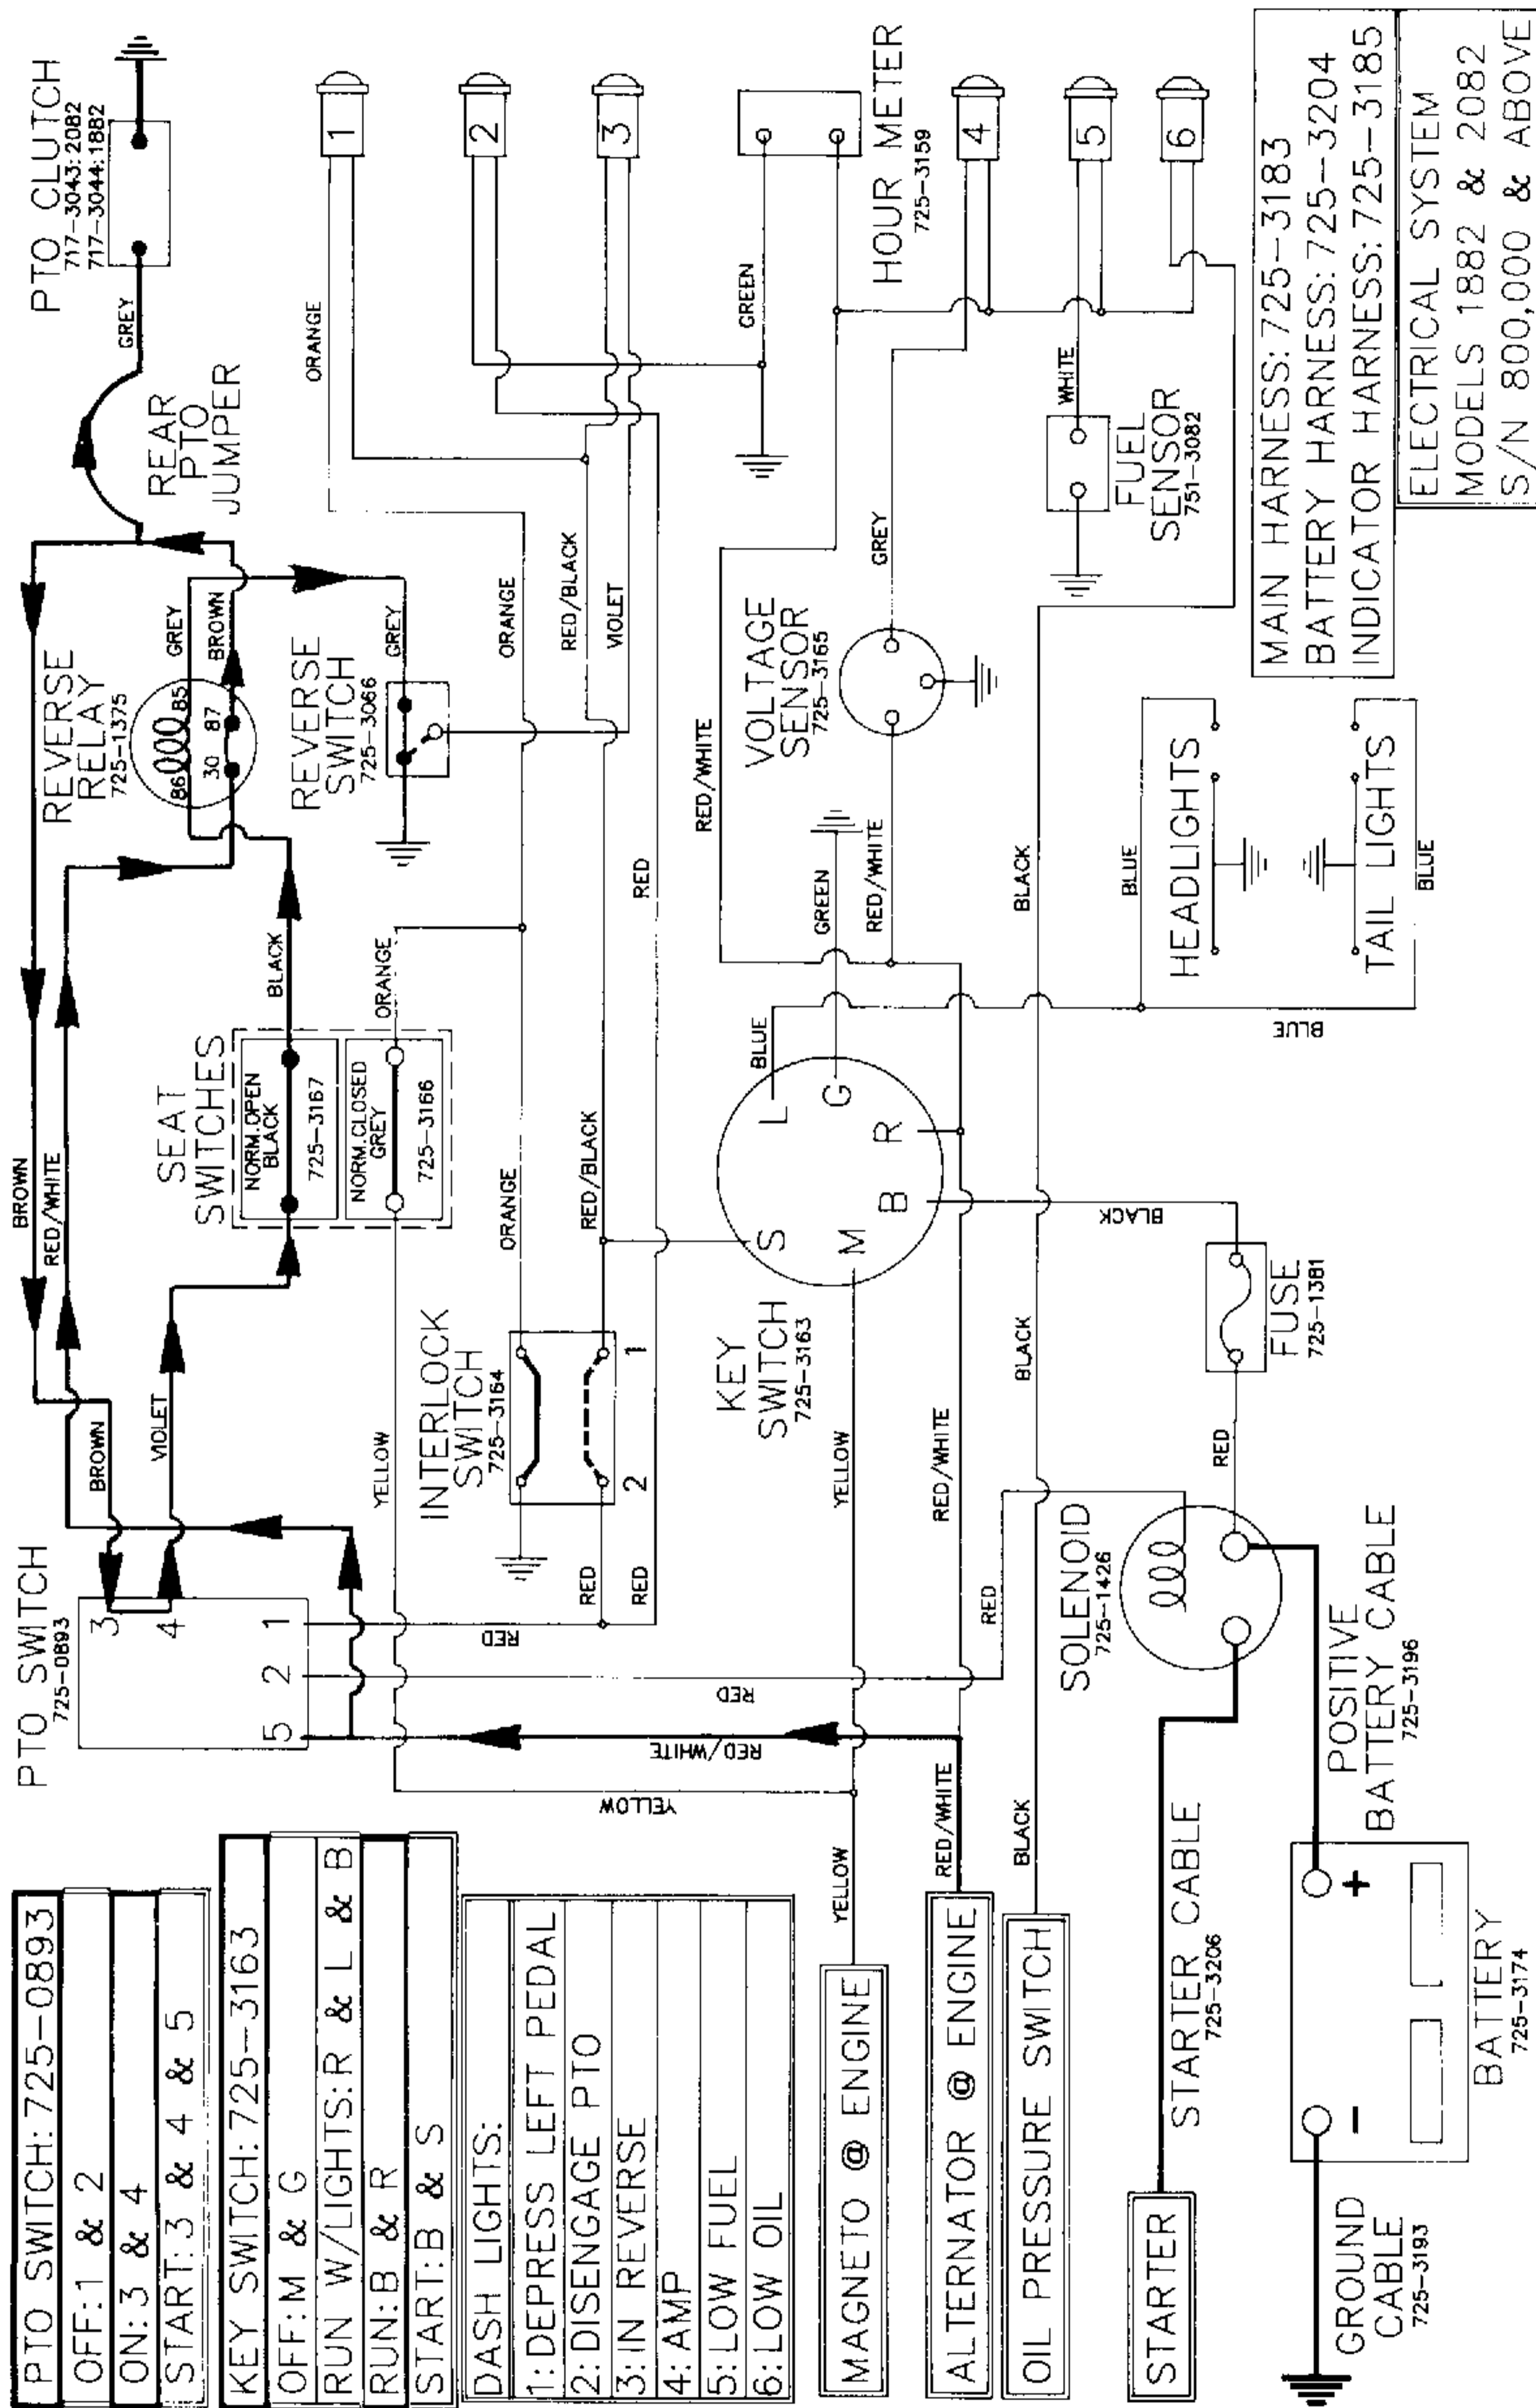 PTO SWITCH: 725-0893
OFF: 1 & 2
ON: 3 & 4
START: 3 & 4 & 5
KEY SWITCH: 725-3163
OFF: M & G
RUN W/LIGHTS: R & L & B
RUN: B & R
START: B & S
DASH LIGHTS:
1: DEPRESS LEFT PEDAL
2: DISENGAGE PTO
3: IN REVERSE
4: AMP
5: LOW FUEL
6: LOW OIL
MAGNETO @ ENGINE
ALTERNATOR @ ENGINE
OIL PRESSURE SWITCH
STARTER
GROUND
CABLE
725-3193
BATTERY
725-3174
−
+
STARTER CABLE
725-3206
POSITIVE
BATTERY CABLE
725-3196
SOLENOID
725-1426
FUSE
725-1381
RED
BLACK
RED
BLACK
BLACK
BLACK
RED/WHITE
RED/WHITE
RED/WHITE
YELLOW
YELLOW
YELLOW
YELLOW
PTO SWITCH
725-0893
3
4
5
2
1
RED
RED
RED
RED
BROWN
VIOLET
BROWN
RED/WHITE
INTERLOCK
SWITCH
725-3164
2
1
ORANGE
RED/BLACK
KEY
SWITCH
725-3163
S
L
M
G
B
R
BLUE
GREEN
RED/WHITE
RED/WHITE
SEAT
SWITCHES
NORM.OPEN
BLACK
725-3167
NORM.CLOSED
GREY
725-3166
BLACK
ORANGE
RED
REVERSE
RELAY
725-1375
86
85
30
87
GREY
BROWN
REVERSE
SWITCH
725-3066
GREY
ORANGE
RED/BLACK
VIOLET
REAR
PTO
JUMPER
GREY
PTO CLUTCH
717-3043: 2082
717-3044: 1882
ORANGE
1
2
3
GREEN
HOUR METER
725-3159
4
5
6
VOLTAGE
SENSOR
725-3165
GREY
FUEL
SENSOR
751-3082
WHITE
BLACK
HEADLIGHTS
TAIL LIGHTS
BLUE
BLUE
BLUE
MAIN HARNESS: 725-3183
BATTERY HARNESS: 725-3204
INDICATOR HARNESS: 725-3185
ELECTRICAL SYSTEM
MODELS 1882 & 2082
S/N 800,000 & ABOVE